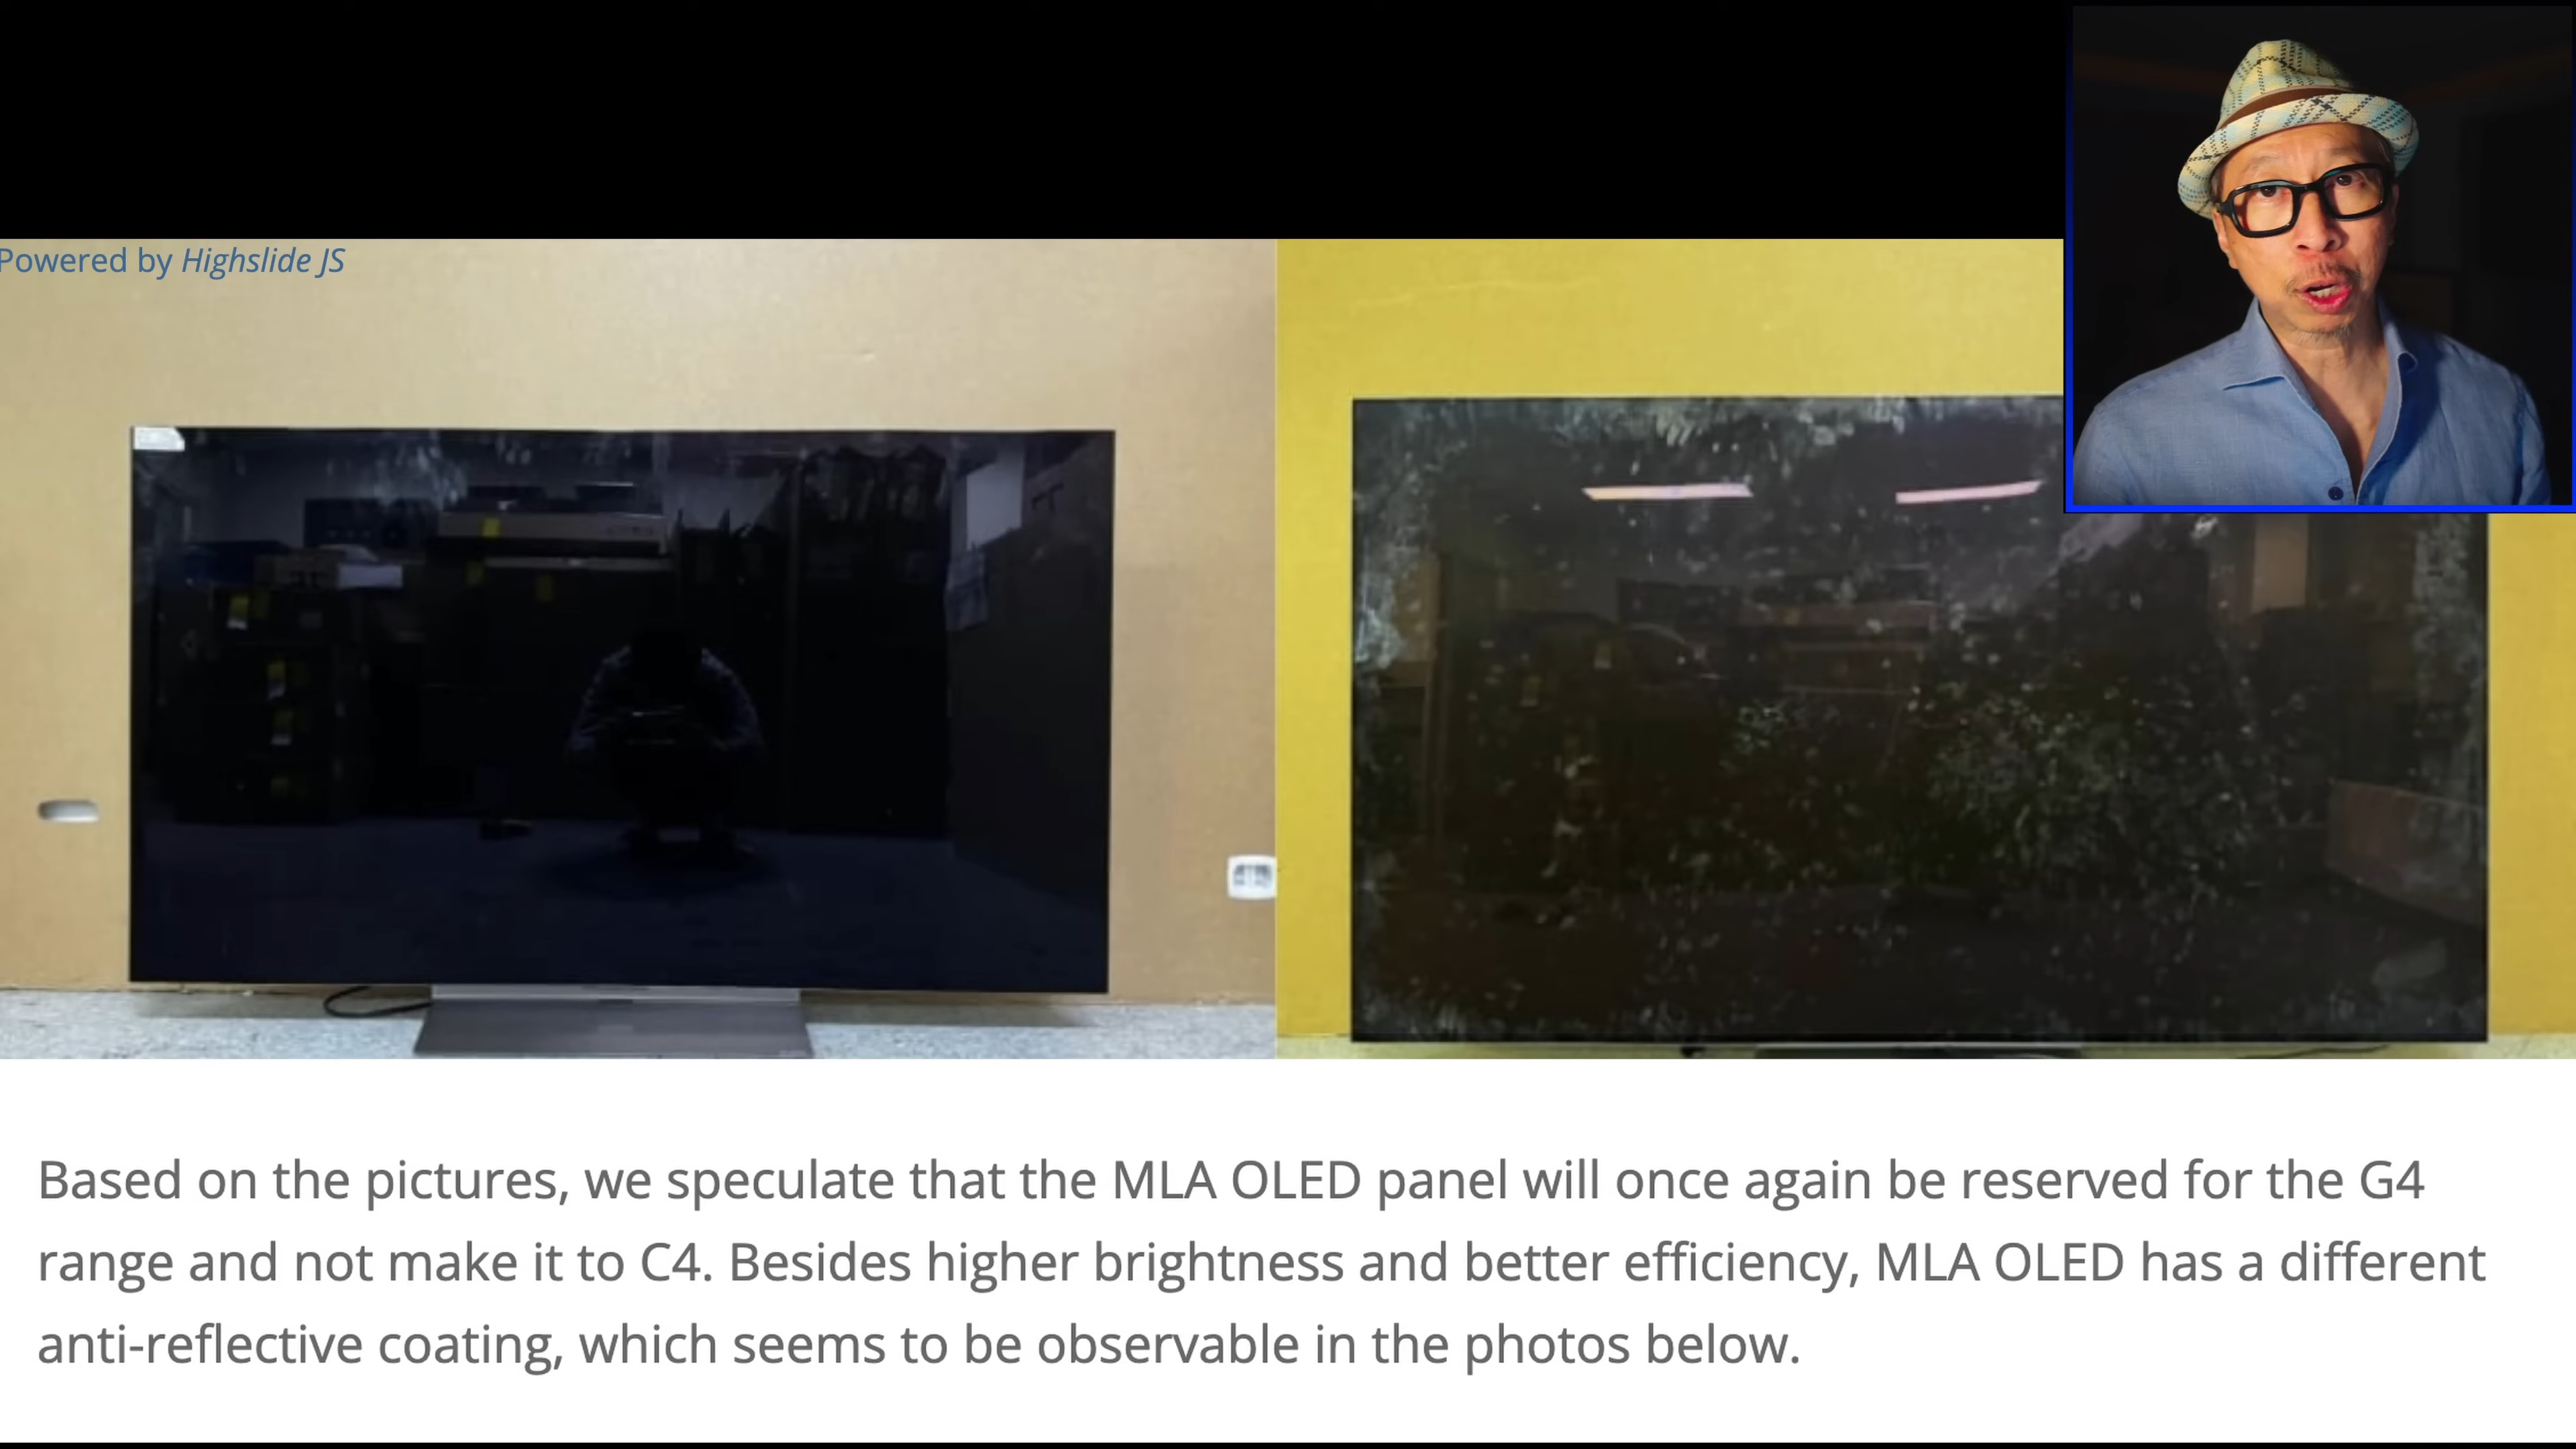 Powered by Highslide JS
Based on the pictures, we speculate that the MLA OLED panel will once again be reserved for the G4
range and not make it to C4. Besides higher brightness and better efficiency, MLA OLED has a different
anti-reflective coating, which seems to be observable in the photos below.